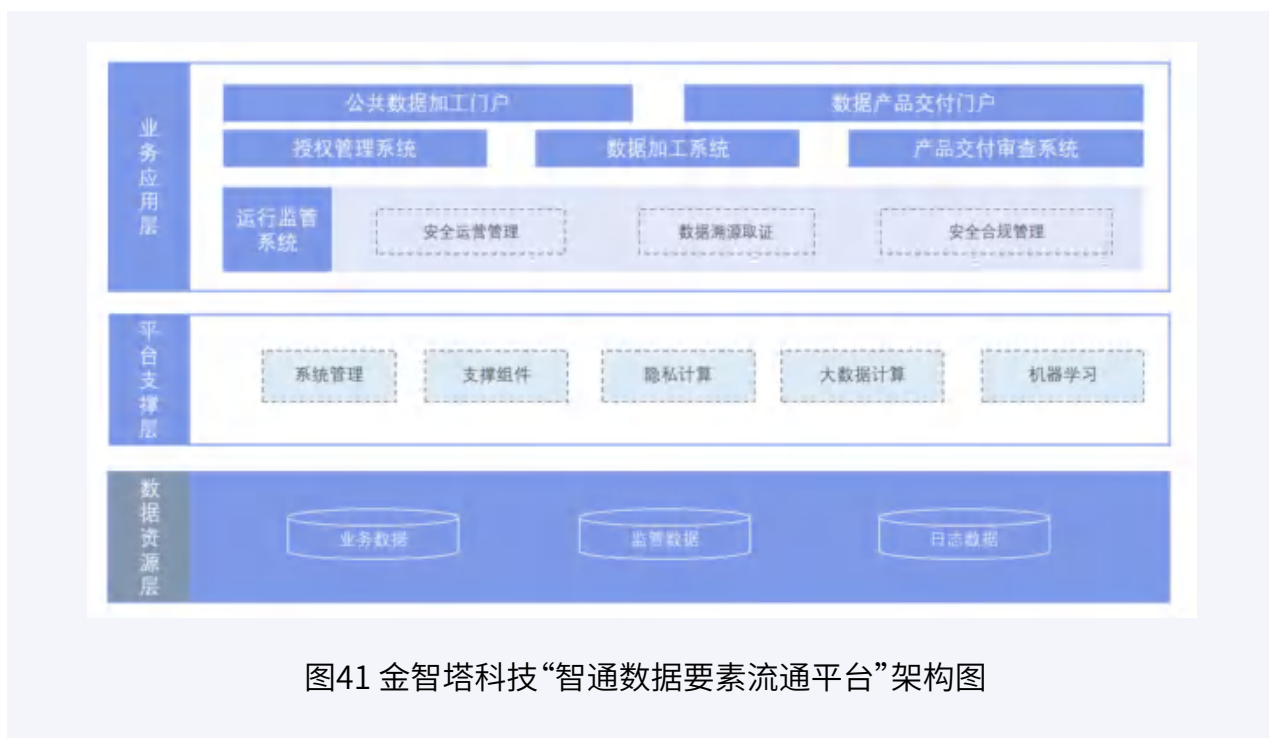 业务应用层
公共数据加工门户
数据产品交付门户
授权管理系统
数据加工系统
产品交付审查系统
运行监管
系统
安全运营管理
数据溯源取证
安全合规管理
平台支撑层
系统管理
支撑组件
隐私计算
大数据计算
机器学习
数据资源层
业务数据
监管数据
日志数据
图41 金智塔科技“智通数据要素流通平台”架构图